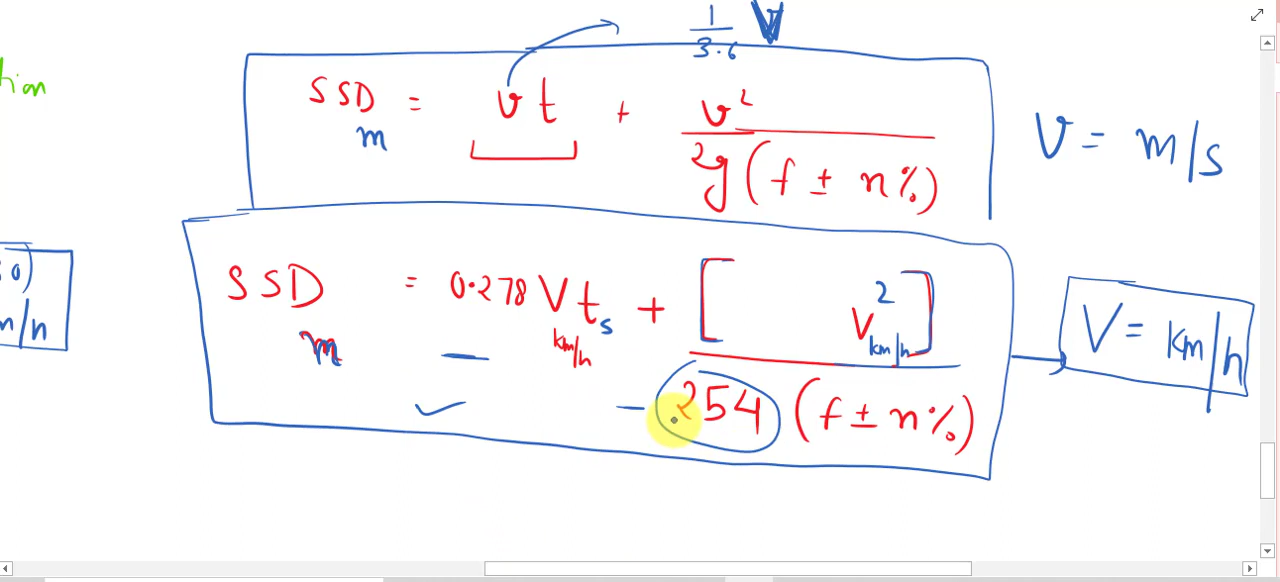 1/3.6 V
tion
SSD m = vt + v²/2g(f ± n%)
V = m/s
SSD m = 0.278 V km/h t s + [V² km/h]/254 (f ± n%)
V = km/h